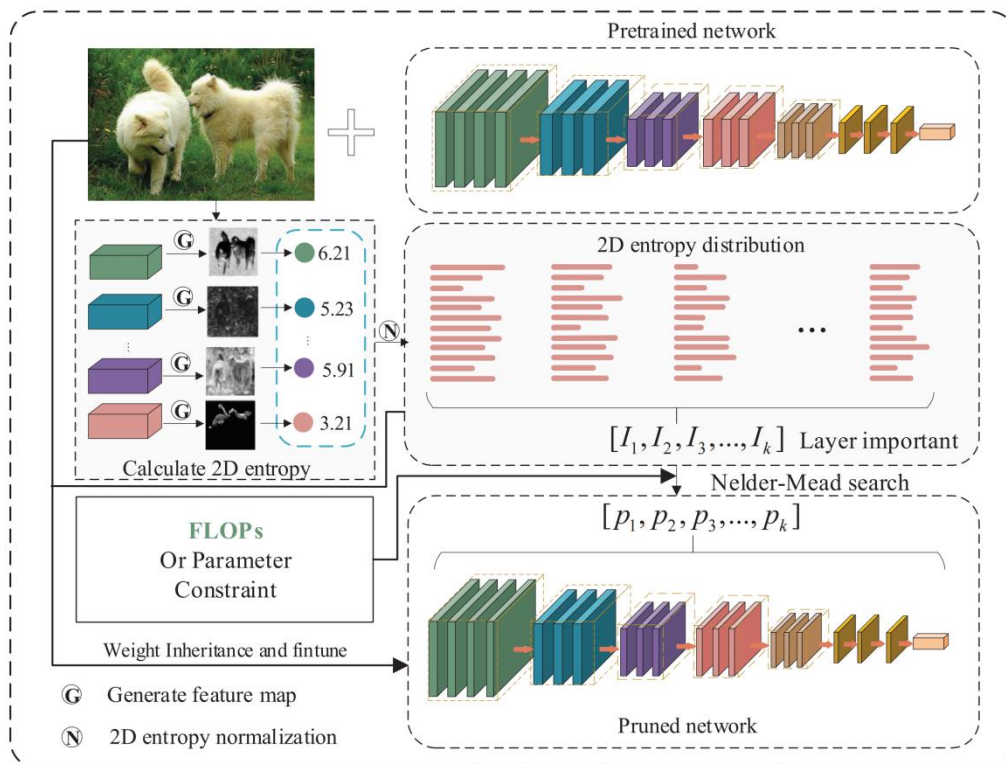 Pretrained network
G
6.21
G
5.23
G
5.91
G
3.21
Calculate 2D entropy
N
2D entropy distribution
...
[I₁, I₂, I₃,..., Iₖ] Layer important
Nelder-Mead search
[p₁, p₂, p₃,..., pₖ]
FLOPs
Or Parameter
Constraint
Weight Inheritance and fintune
G Generate feature map
N 2D entropy normalization
Pruned network